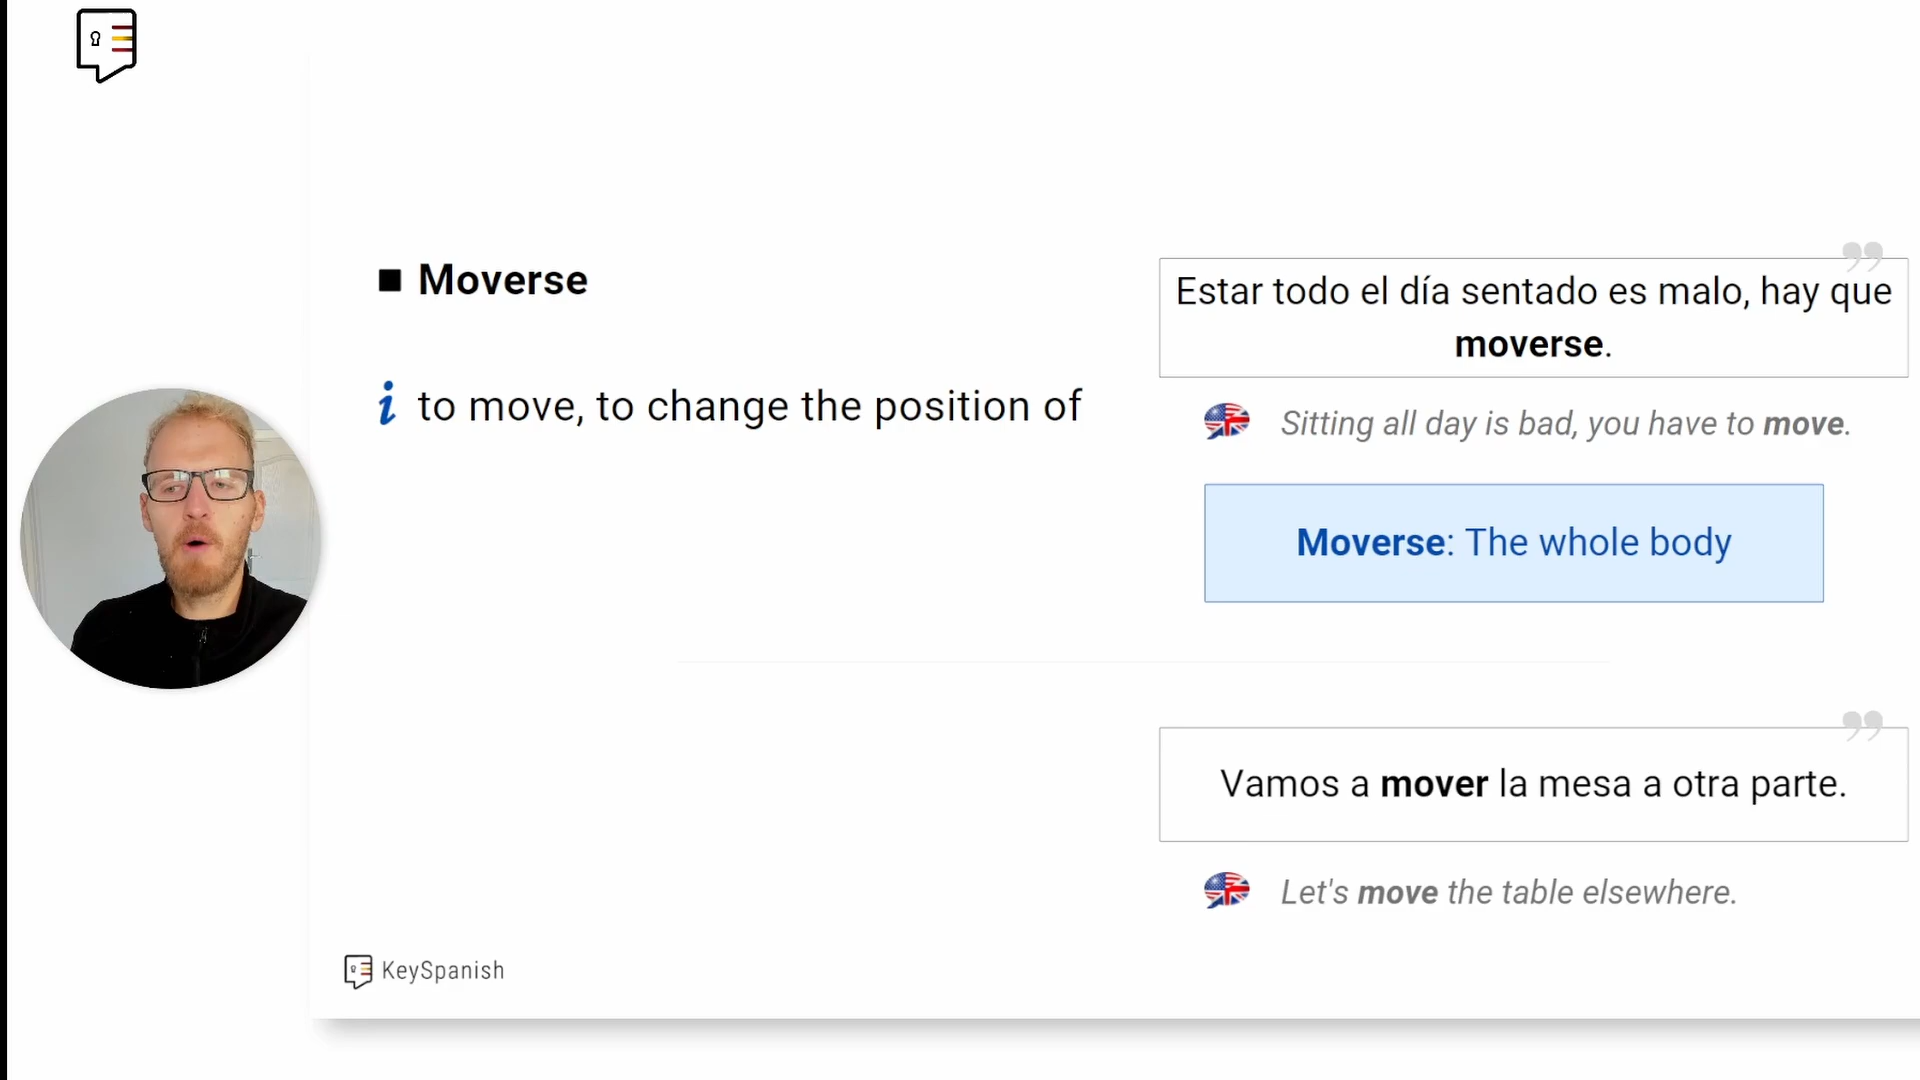 Moverse
to move, to change the position of
Estar todo el día sentado es malo, hay que
moverse.
Sitting all day is bad, you have to move.
Moverse: The whole body
Vamos a mover la mesa a otra parte.
Let's move the table elsewhere.
KeySpanish